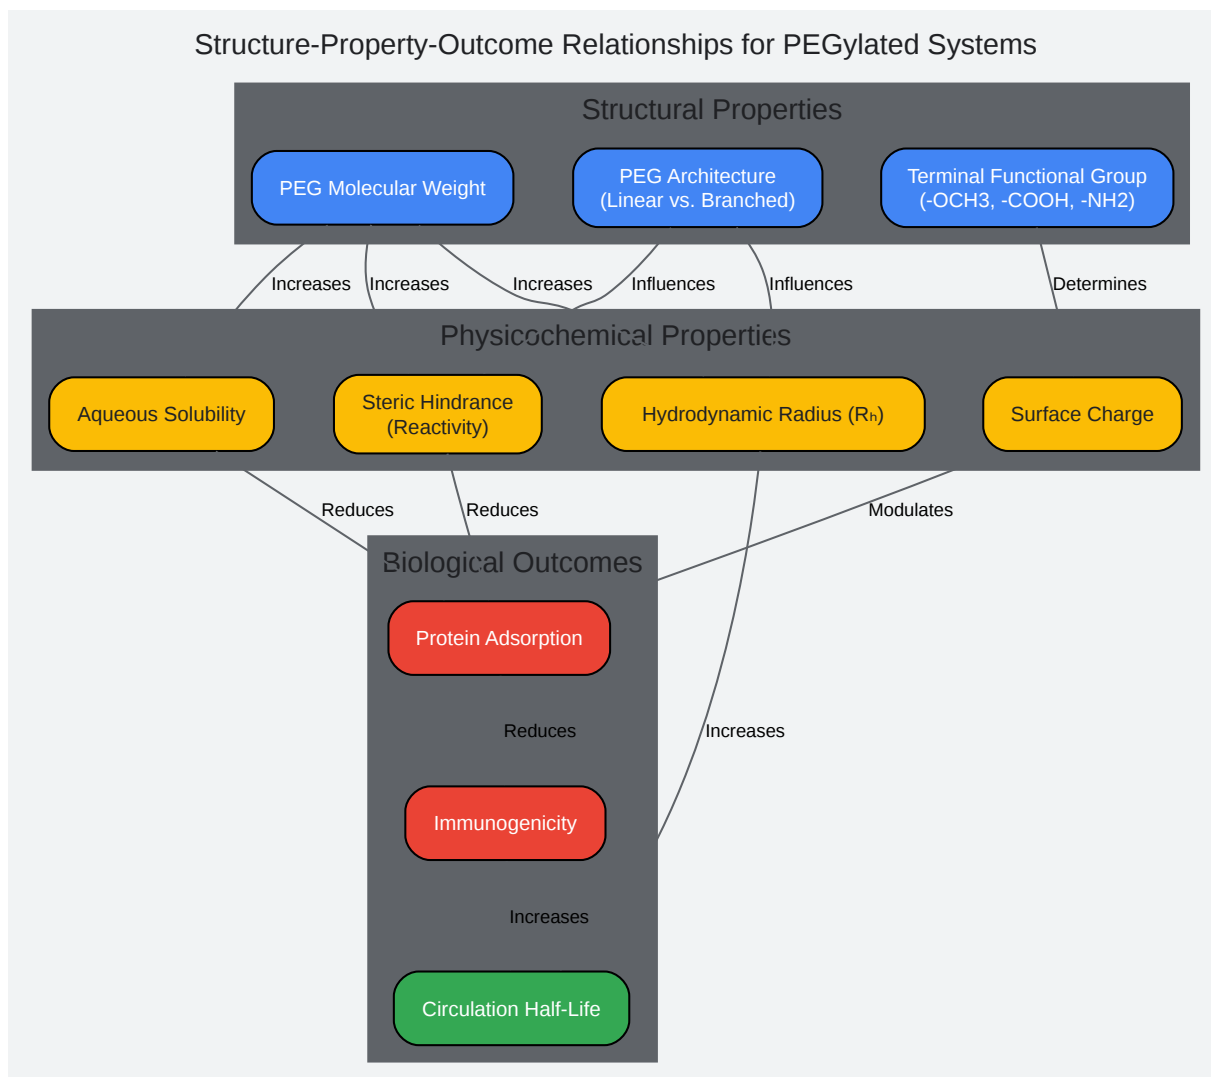 Structure-Property-Outcome Relationships for PEGylated Systems
Structural Properties
PEG Molecular Weight
PEG Architecture
(Linear vs. Branched)
Terminal Functional Group
(-OCH3, -COOH, -NH2)
Increases
Increases
Increases
Influences
Influences
Determines
Physicochemical Properties
Aqueous Solubility
Steric Hindrance
(Reactivity)
Hydrodynamic Radius (Rₕ)
Surface Charge
Reduces
Reduces
Modulates
Biological Outcomes
Protein Adsorption
Reduces
Increases
Immunogenicity
Increases
Circulation Half-Life